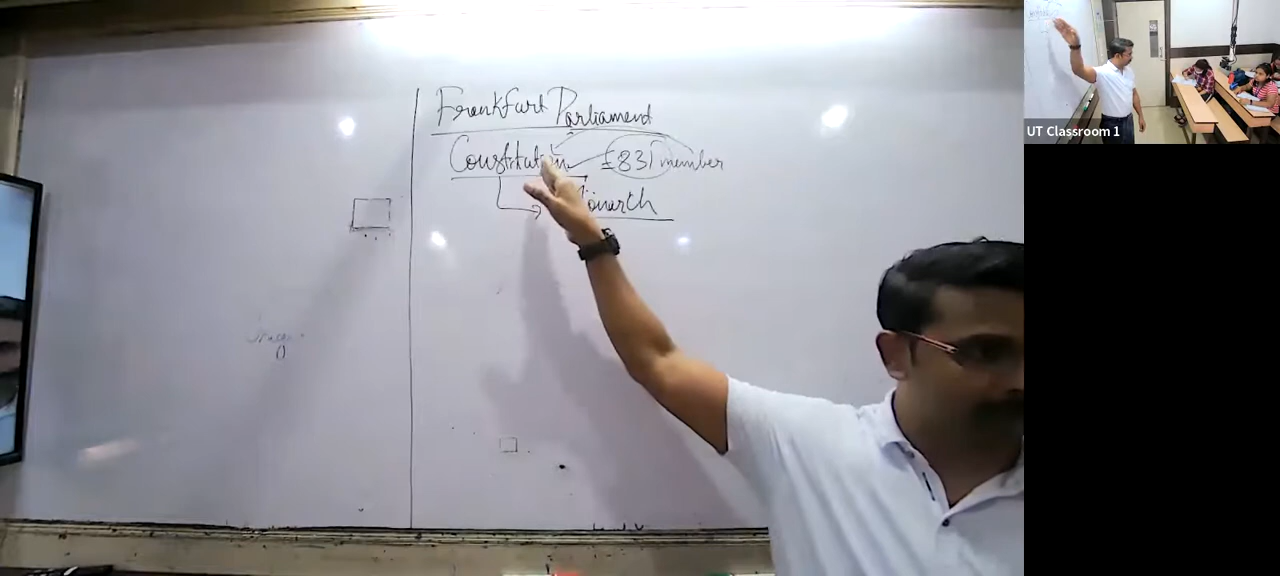 Frankfurt Parliament
Constitution 831 member
Monarch
UT Classroom 1